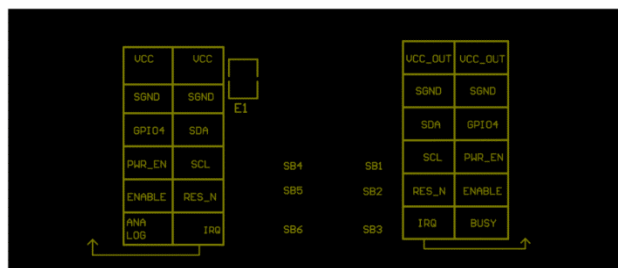 VCC VCC
SGND SGND
E1
GPIO4 SDA
PWR_EN SCL
ENABLE RES_N
ANA
LOG
IRQ
SB4 SB1
SB5 SB2
SB6 SB3
VCC_OUT VCC_OUT
SGND SGND
SDA GPIO4
SCL PWR_EN
RES_N ENABLE
IRQ BUSY